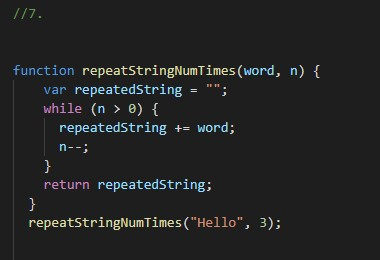 //7.
function repeatStringNumTimes(word, n) {
var repeatedString = "";
while (n > 0) {
repeatedString += word;
n--;
}
return repeatedString;
}
repeatStringNumTimes("Hello", 3);